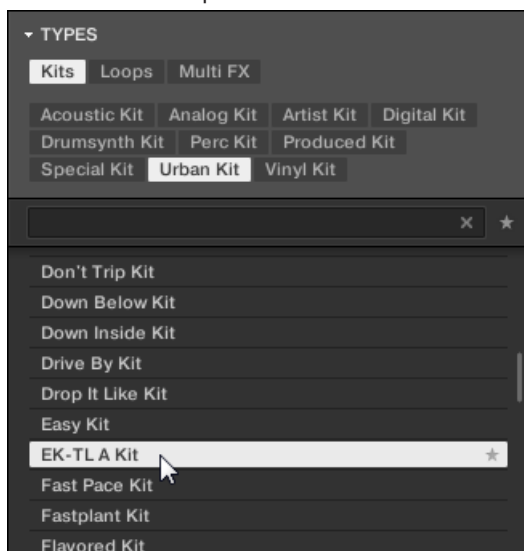 TYPES
Kits Loops Multi FX
Acoustic Kit Analog Kit Artist Kit Digital Kit
Drumsynth Kit Perc Kit Produced Kit
Special Kit Urban Kit Vinyl Kit
Don't Trip Kit
Down Below Kit
Down Inside Kit
Drive By Kit
Drop It Like Kit
Easy Kit
EK-TL A Kit
Fast Pace Kit
Fastplant Kit
Flavored Kit